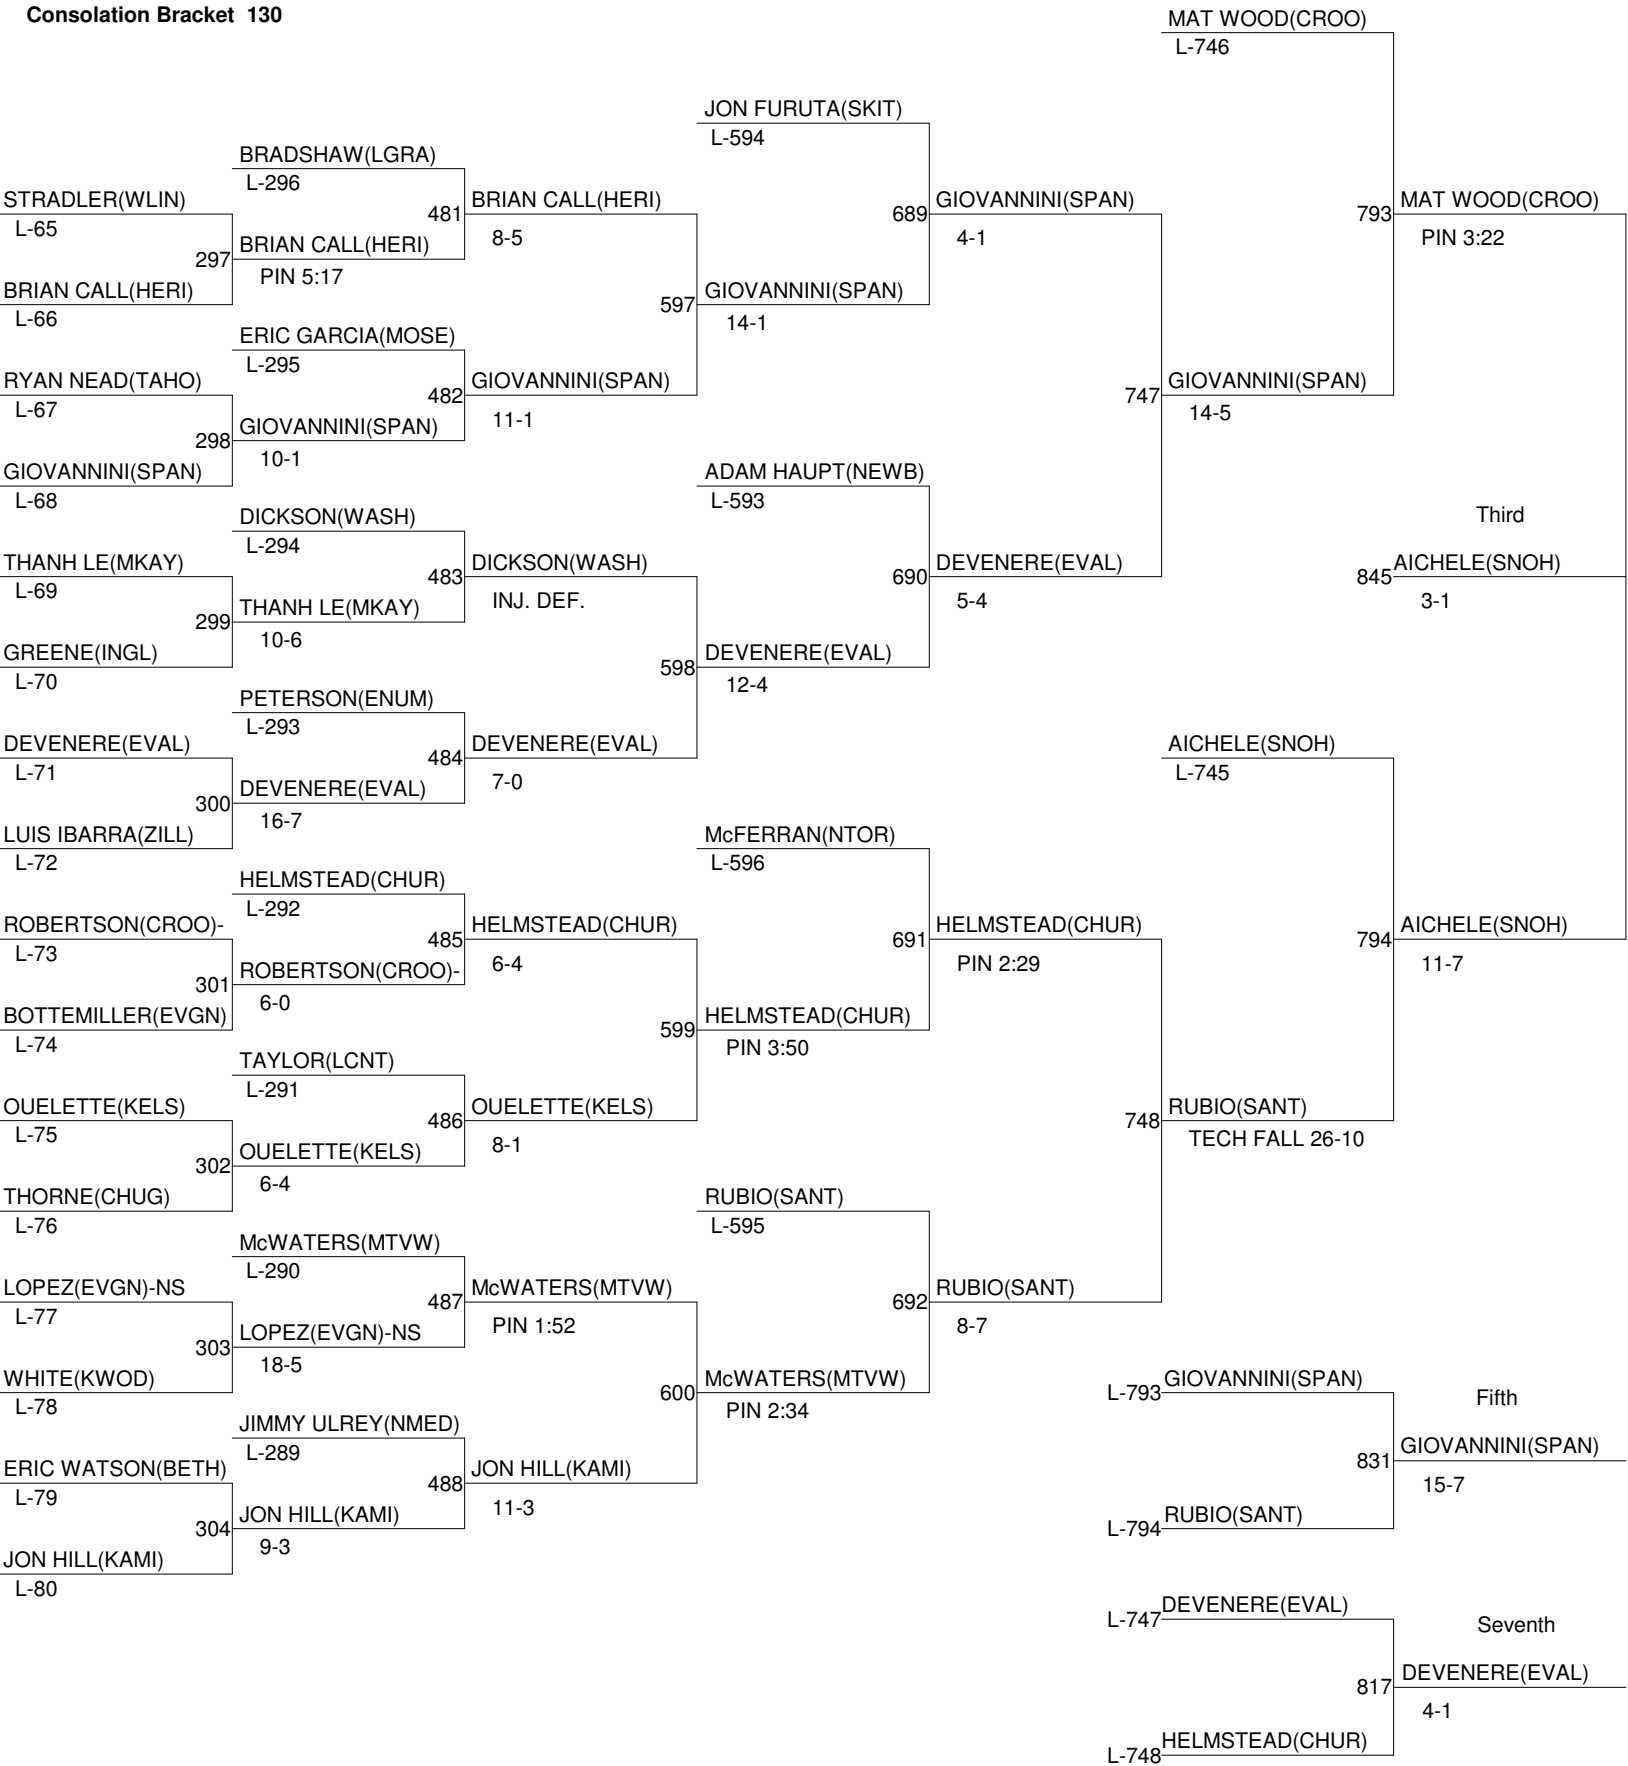 Consolation Bracket 130
MAT WOOD(CROO)
L-746
JON FURUTA(SKIT)
L-594
BRADSHAW(LGRA)
L-296
STRADLER(WLIN)
481
BRIAN CALL(HERI)
689
GIOVANNINI(SPAN)
793
MAT WOOD(CROO)
L-65
8-5
4-1
PIN 3:22
297
BRIAN CALL(HERI)
PIN 5:17
BRIAN CALL(HERI)
597
GIOVANNINI(SPAN)
L-66
14-1
ERIC GARCIA(MOSE)
L-295
RYAN NEAD(TAHO)
482
GIOVANNINI(SPAN)
747
GIOVANNINI(SPAN)
L-67
11-1
14-5
298
GIOVANNINI(SPAN)
10-1
GIOVANNINI(SPAN)
ADAM HAUPT(NEWB)
L-68
L-593
DICKSON(WASH)
Third
L-294
THANH LE(MKAY)
483
DICKSON(WASH)
690
DEVENERE(EVAL)
845
AICHELE(SNOH)
L-69
INJ. DEF.
5-4
3-1
299
THANH LE(MKAY)
10-6
GREENE(INGL)
598
DEVENERE(EVAL)
L-70
12-4
PETERSON(ENUM)
L-293
DEVENERE(EVAL)
484
DEVENERE(EVAL)
AICHELE(SNOH)
L-71
7-0
L-745
300
DEVENERE(EVAL)
16-7
LUIS IBARRA(ZILL)
McFERRAN(NTOR)
L-72
L-596
HELMSTEAD(CHUR)
L-292
ROBERTSON(CROO)-
485
HELMSTEAD(CHUR)
691
HELMSTEAD(CHUR)
794
AICHELE(SNOH)
L-73
6-4
PIN 2:29
11-7
301
ROBERTSON(CROO)-
6-0
BOTTEMILLER(EVGN)
599
HELMSTEAD(CHUR)
L-74
PIN 3:50
TAYLOR(LCNT)
L-291
OUELETTE(KELS)
486
OUELETTE(KELS)
748
RUBIO(SANT)
L-75
8-1
TECH FALL 26-10
302
OUELETTE(KELS)
6-4
THORNE(CHUG)
RUBIO(SANT)
L-76
L-595
McWATERS(MTVW)
L-290
LOPEZ(EVGN)-NS
487
McWATERS(MTVW)
692
RUBIO(SANT)
L-77
PIN 1:52
8-7
303
LOPEZ(EVGN)-NS
18-5
WHITE(KWOD)
600
McWATERS(MTVW)
L-793
GIOVANNINI(SPAN)
Fifth
L-78
PIN 2:34
JIMMY ULREY(NMED)
L-289
831
GIOVANNINI(SPAN)
15-7
ERIC WATSON(BETH)
488
JON HILL(KAMI)
L-79
11-3
304
JON HILL(KAMI)
9-3
L-794
RUBIO(SANT)
JON HILL(KAMI)
L-80
L-747
DEVENERE(EVAL)
Seventh
817
DEVENERE(EVAL)
4-1
L-748
HELMSTEAD(CHUR)